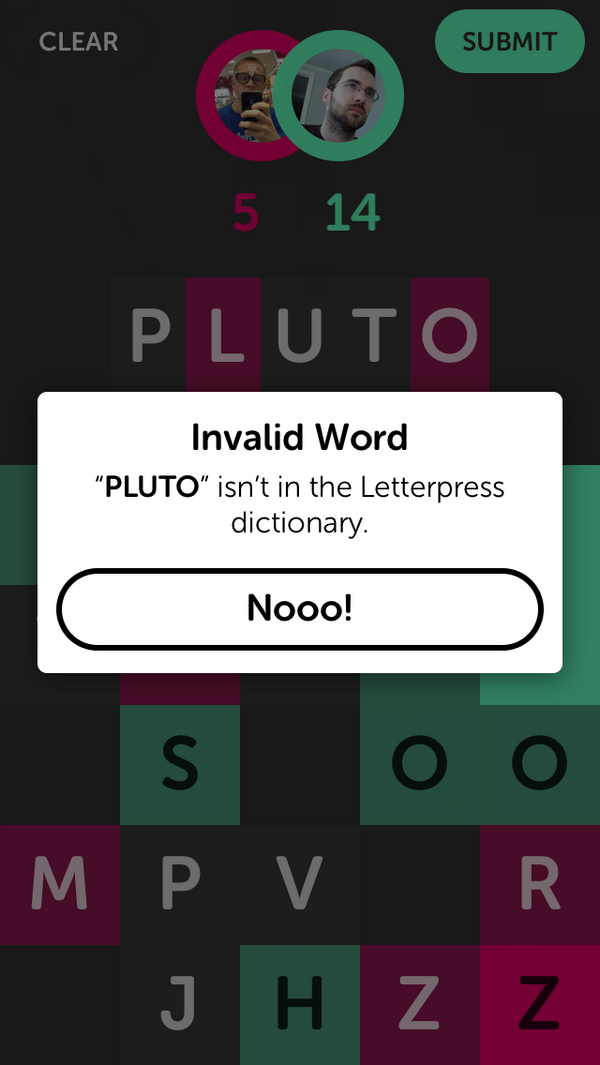 CLEAR
SUBMIT
5 14
PLUTO
Invalid Word
“PLUTO” isn’t in the Letterpress
dictionary.
Nooo!
S O O
M P V R
J H Z Z